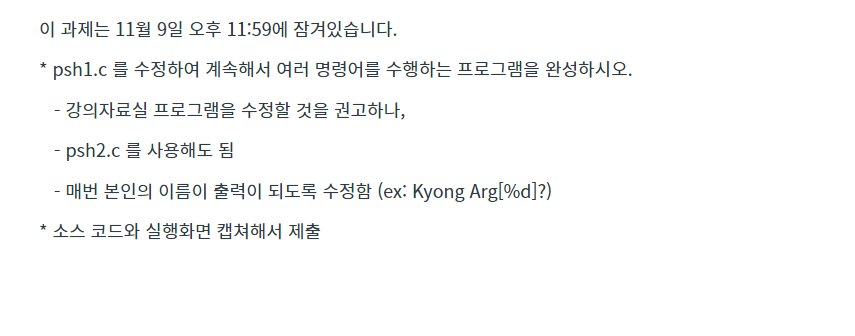 이 과제는 11월 9일 오후 11:59에 잠겨있습니다.
* psh1.c 를 수정하여 계속해서 여러 명령어를 수행하는 프로그램을 완성하시오.
- 강의자료실 프로그램을 수정할 것을 권고하나,
- psh2.c 를 사용해도 됨
- 매번 본인의 이름이 출력이 되도록 수정함 (ex: Kyong Arg[%d]?)
* 소스 코드와 실행화면 캡쳐해서 제출